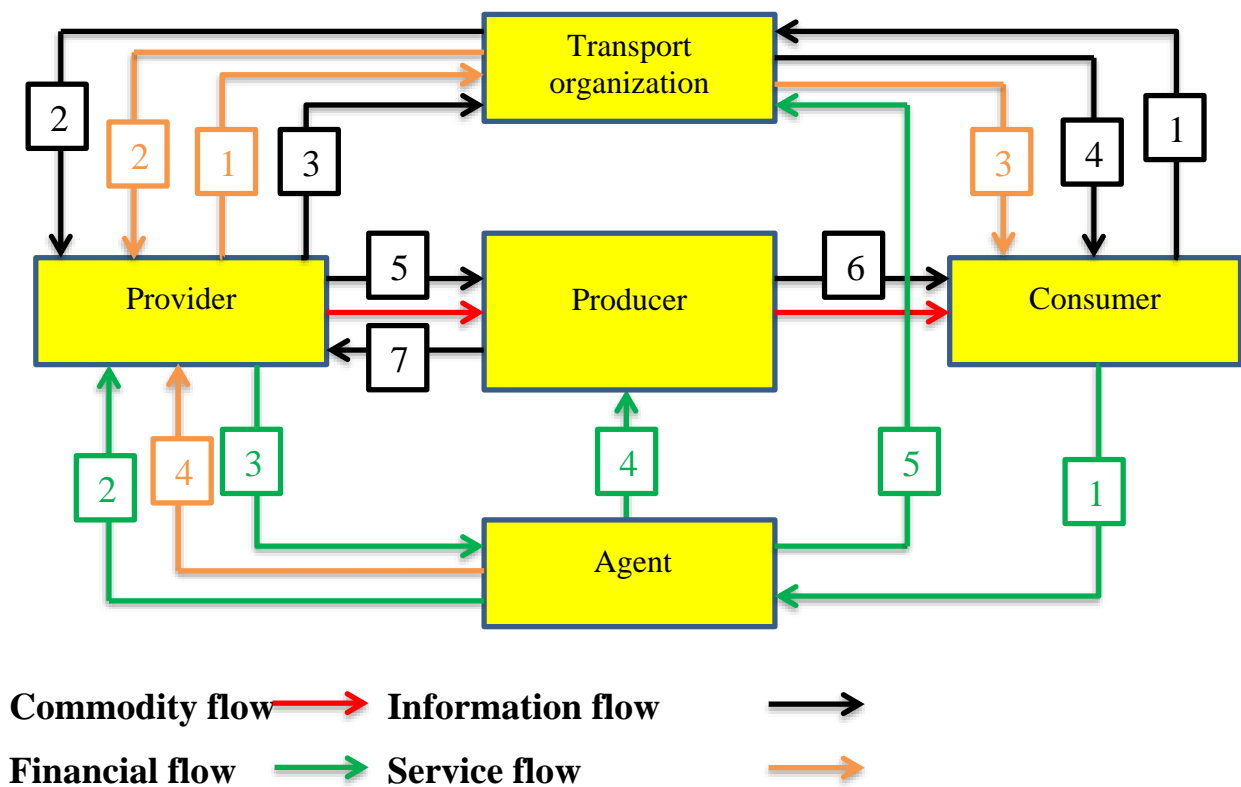 Transport
organization
2
2
1
3
3
4
1
Provider
5
7
Producer
6
Consumer
2
4
3
4
5
1
Agent
Commodity flow Information flow
Financial flow Service flow